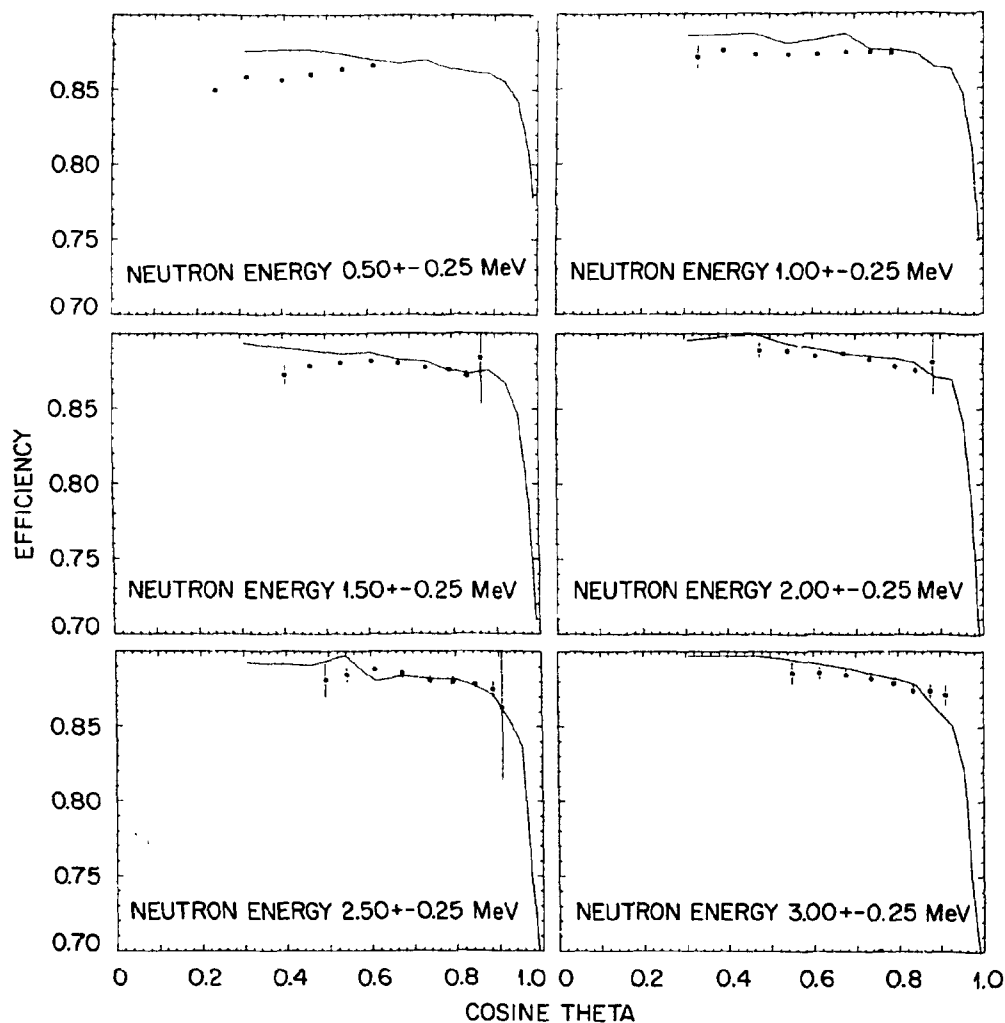 0.85
0.80
0.75
0.70
NEUTRON ENERGY 0.50+-0.25 MeV
NEUTRON ENERGY 1.00+-0.25 MeV
EFFICIENCY
0.85
0.80
0.75
0.70
NEUTRON ENERGY 1.50+-0.25 MeV
NEUTRON ENERGY 2.00+-0.25 MeV
0.85
0.80
0.75
0.70
NEUTRON ENERGY 2.50+-0.25 MeV
NEUTRON ENERGY 3.00+-0.25 MeV
0 0.2 0.4 0.6 0.8 1.0 0 0.2 0.4 0.6 0.8 1.0
COSINE THETA